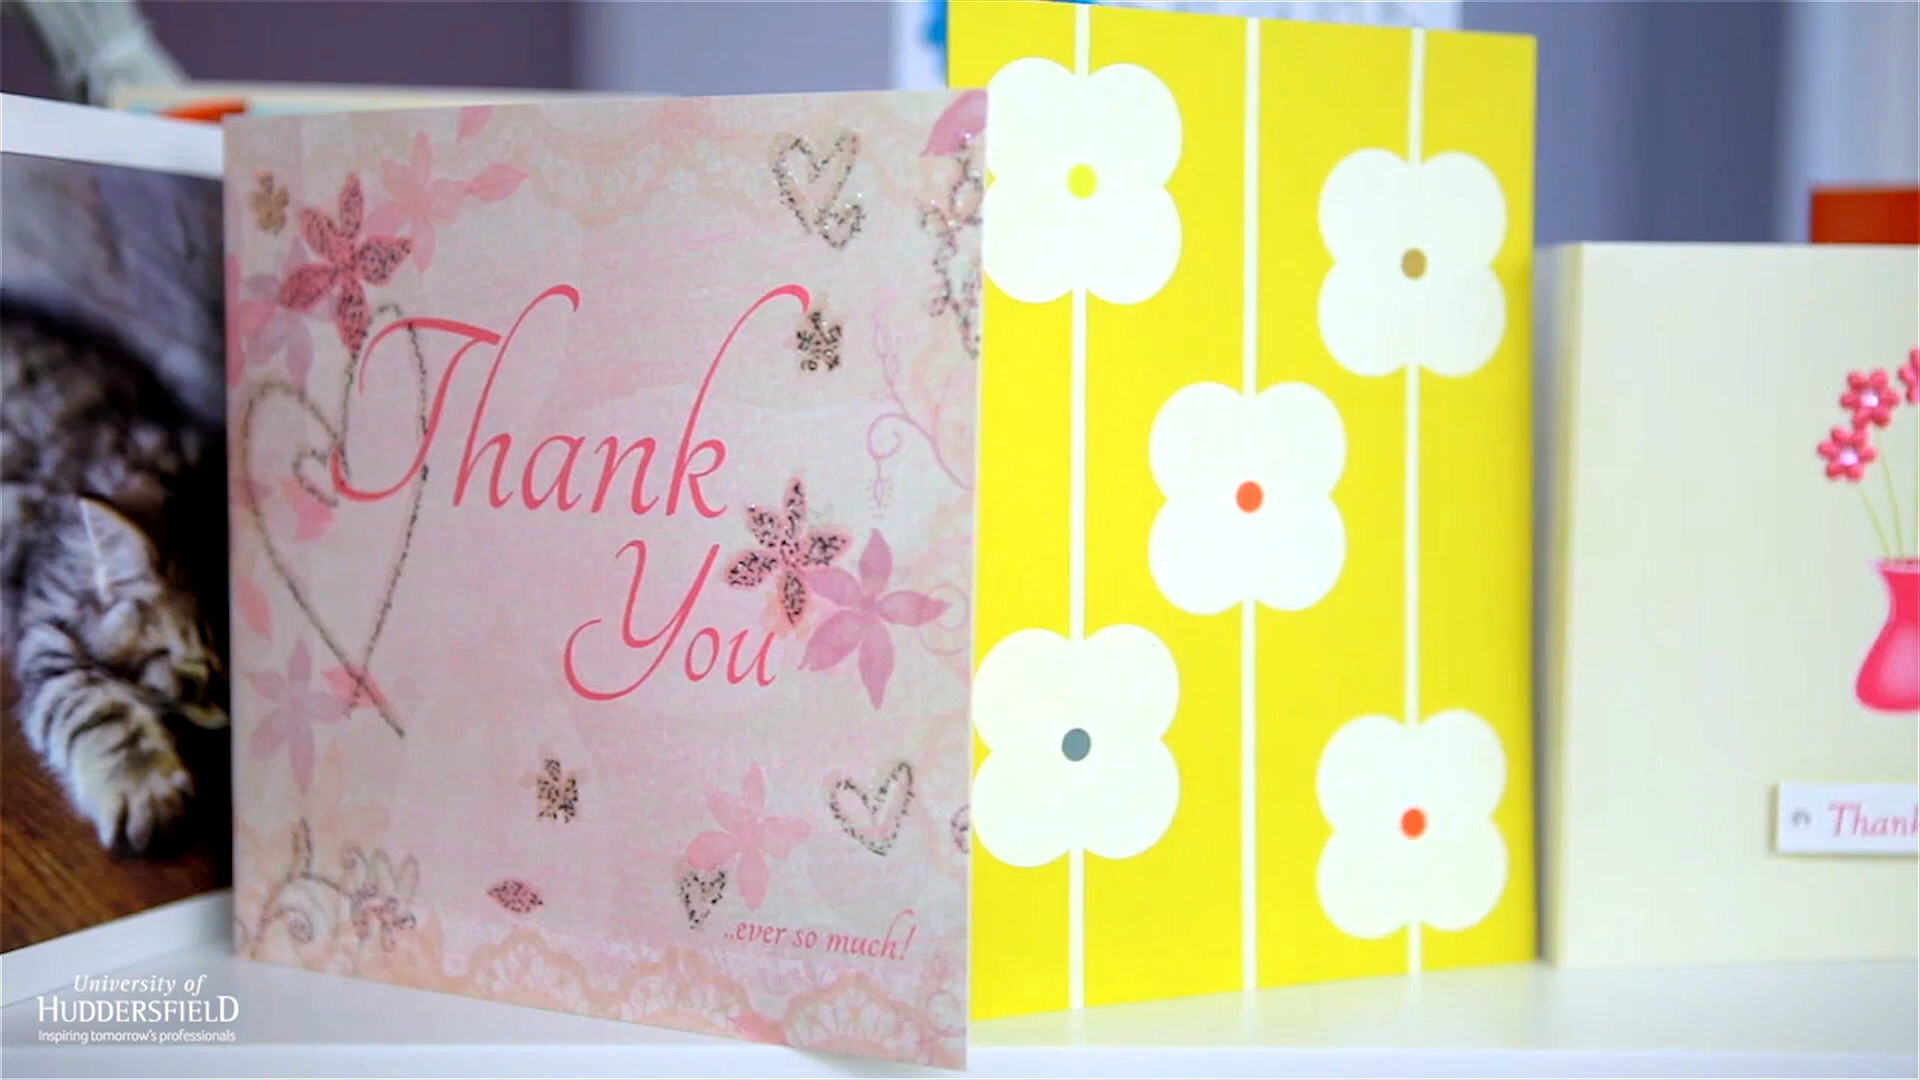 Thank
You
..ever so much!
Thank
University of
HUDDERSFIELD
Inspiring tomorrow's professionals